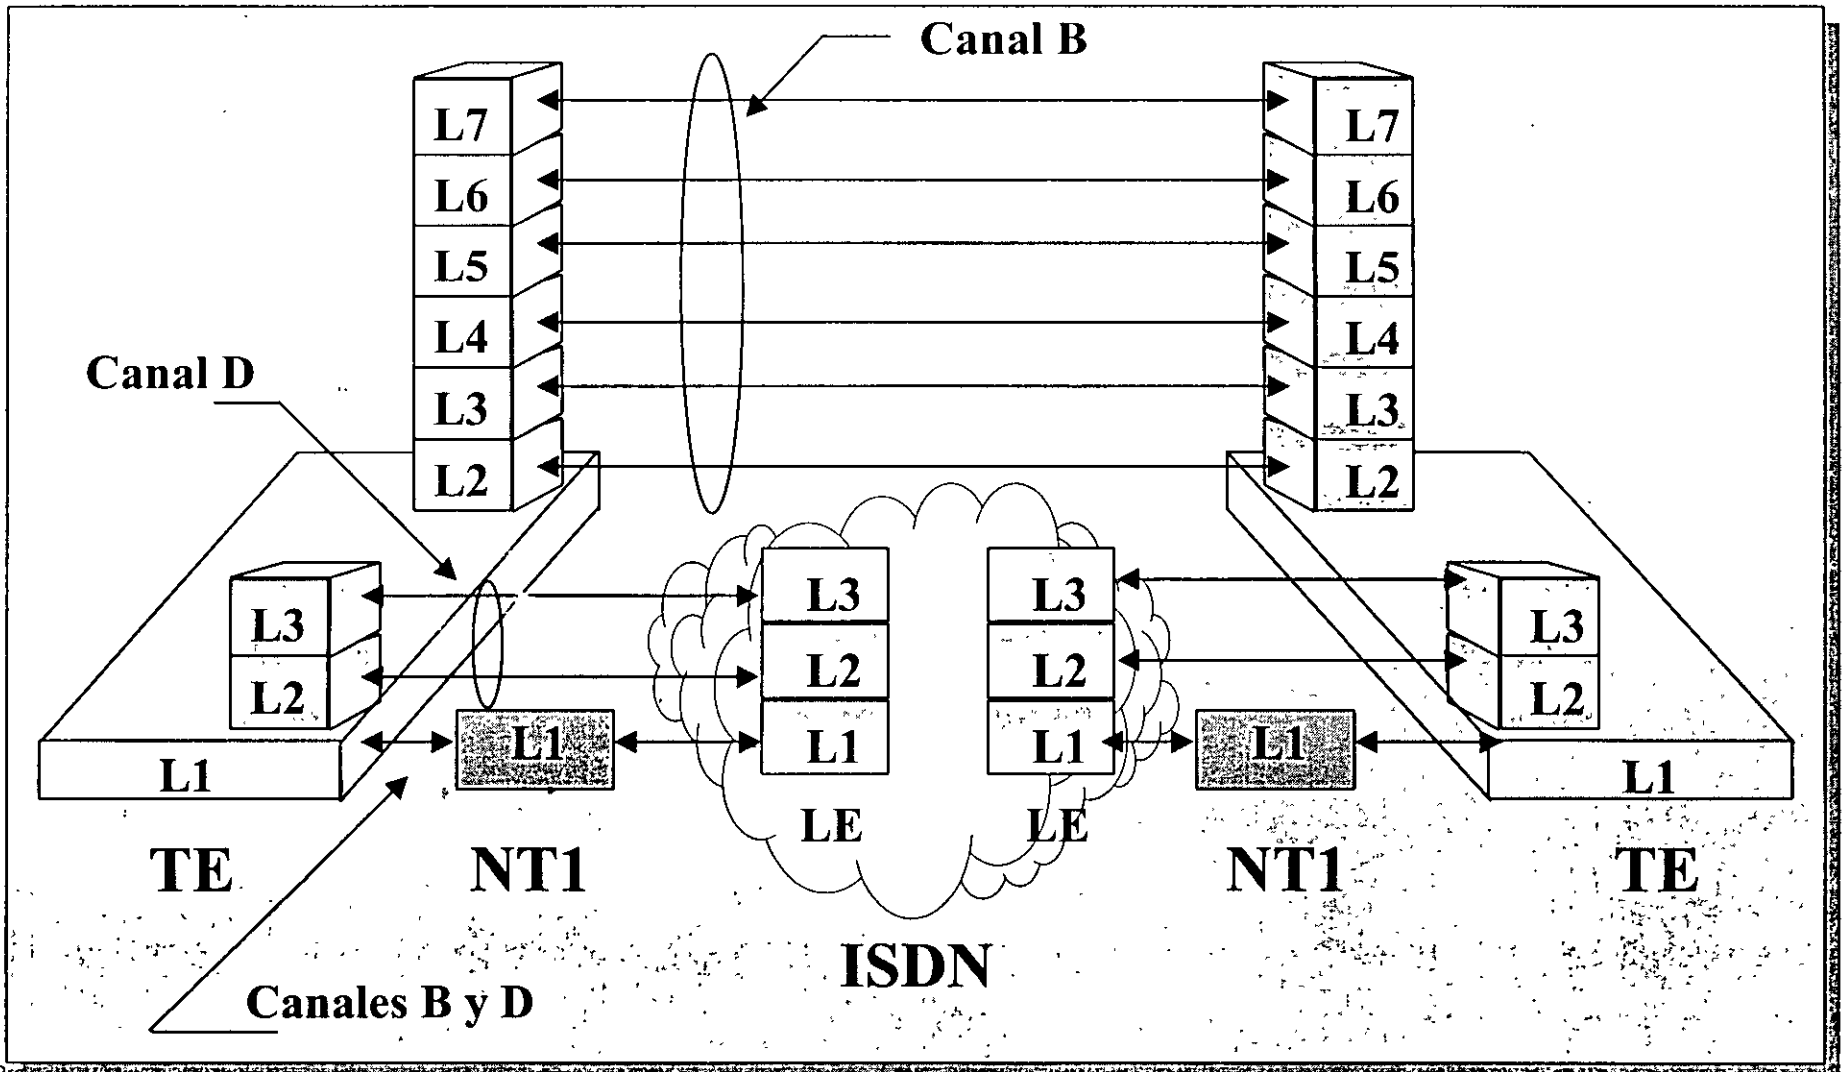 Canal B
L7
L7
L6
L6
L5
L5
L4
L4
Canal D
L3
L3
L2
L2
L3
L3
L3
L3
L2
L2
L2
L2
L1
L1
L1
L1
L1
L1
LE
LE
TE
NT1
NT1
TE
ISDN
Canales B y D